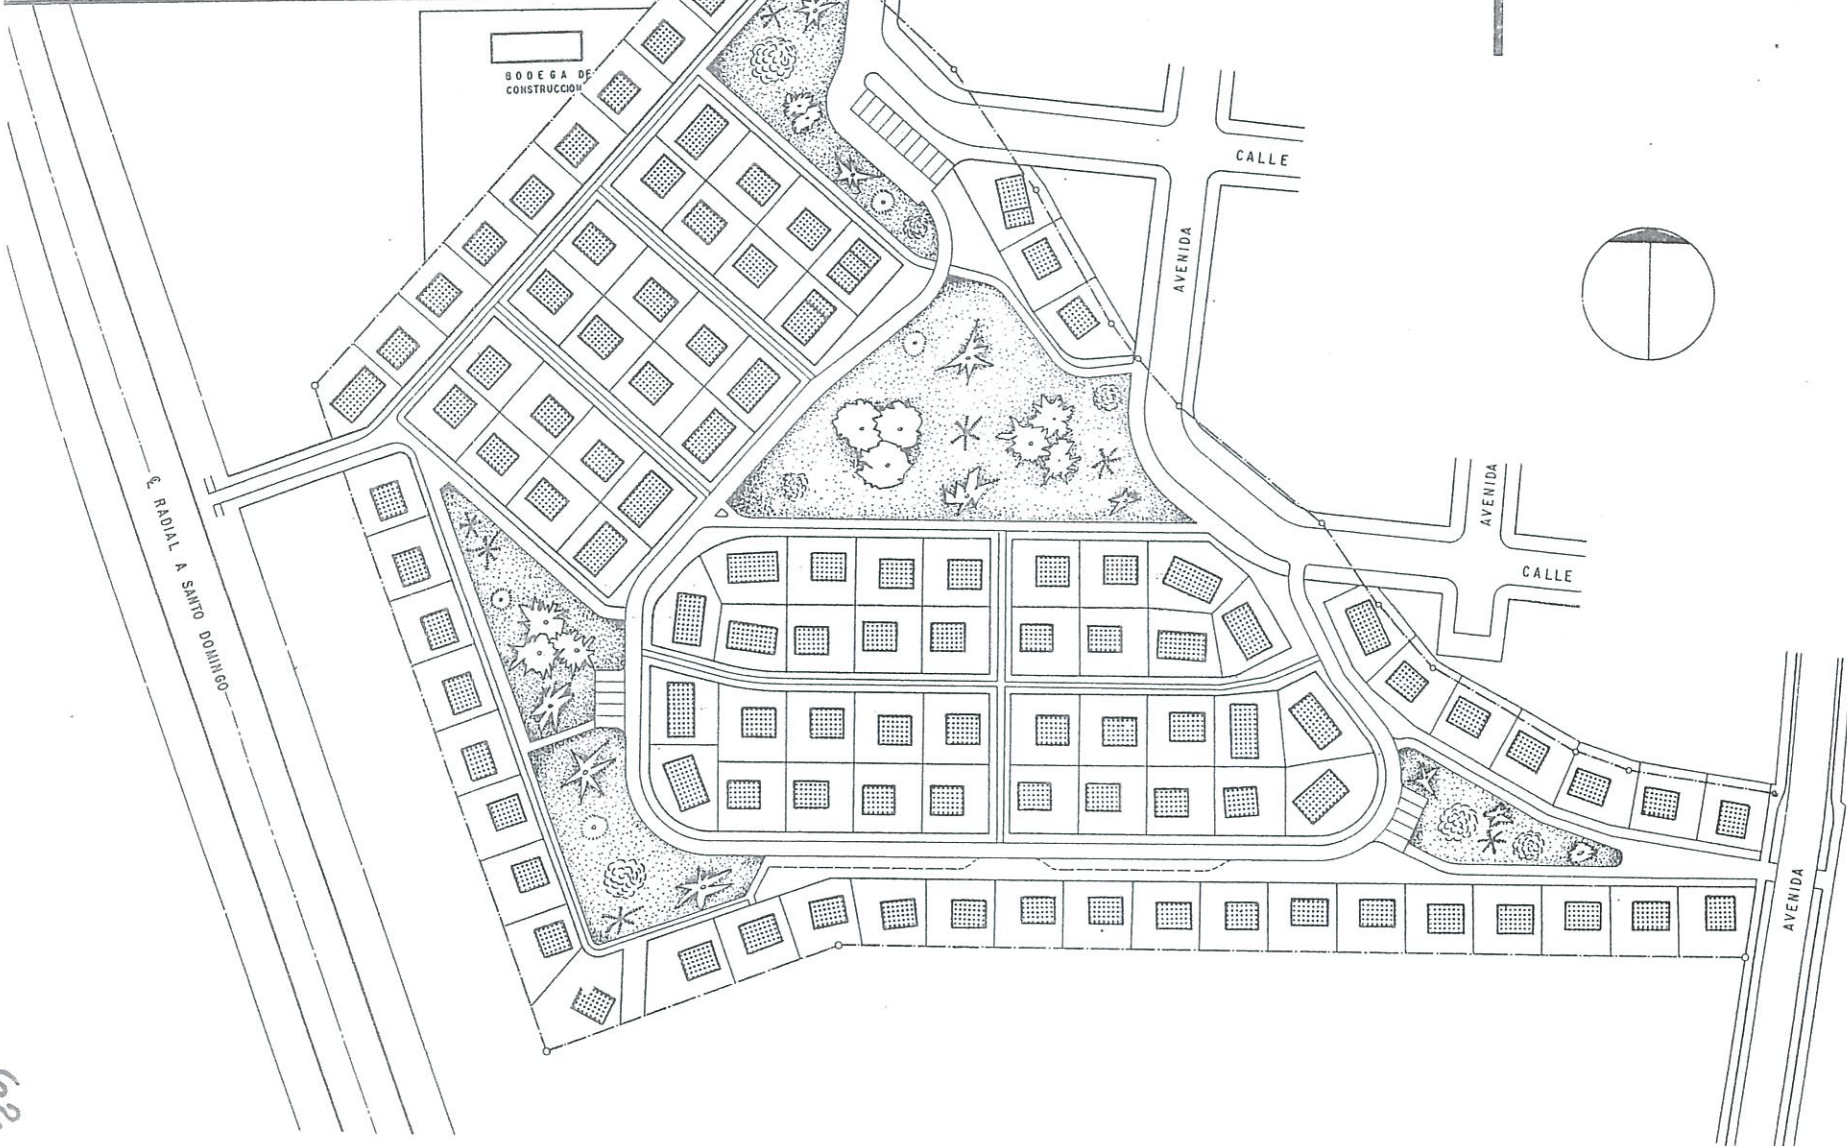 BODEGA DE
CONSTRUCCION
CALLE
AVENIDA
℄ RADIAL A SANTO DOMINGO
AVENIDA
CALLE
AVENIDA